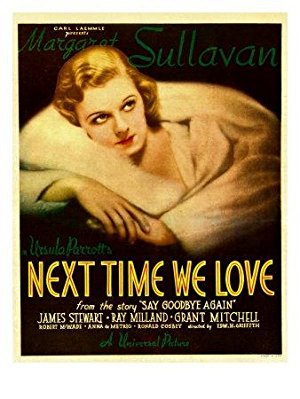 CARL LAEMMLE
presents
Margaret Sullavan
Ursula Parrott's
NEXT TIME WE LOVE
from the story "SAY GOODBYE AGAIN"
JAMES STEWART • RAY MILLAND • GRANT MITCHELL
ROBERT McWADE • ANNA DEMETRIO • RONALD COSBEY directed by EDW. H. GRIFFITH
A Universal Picture